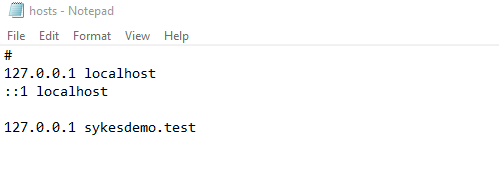 hosts - Notepad
File Edit Format View Help
#
127.0.0.1 localhost
::1 localhost
127.0.0.1 sykesdemo.test